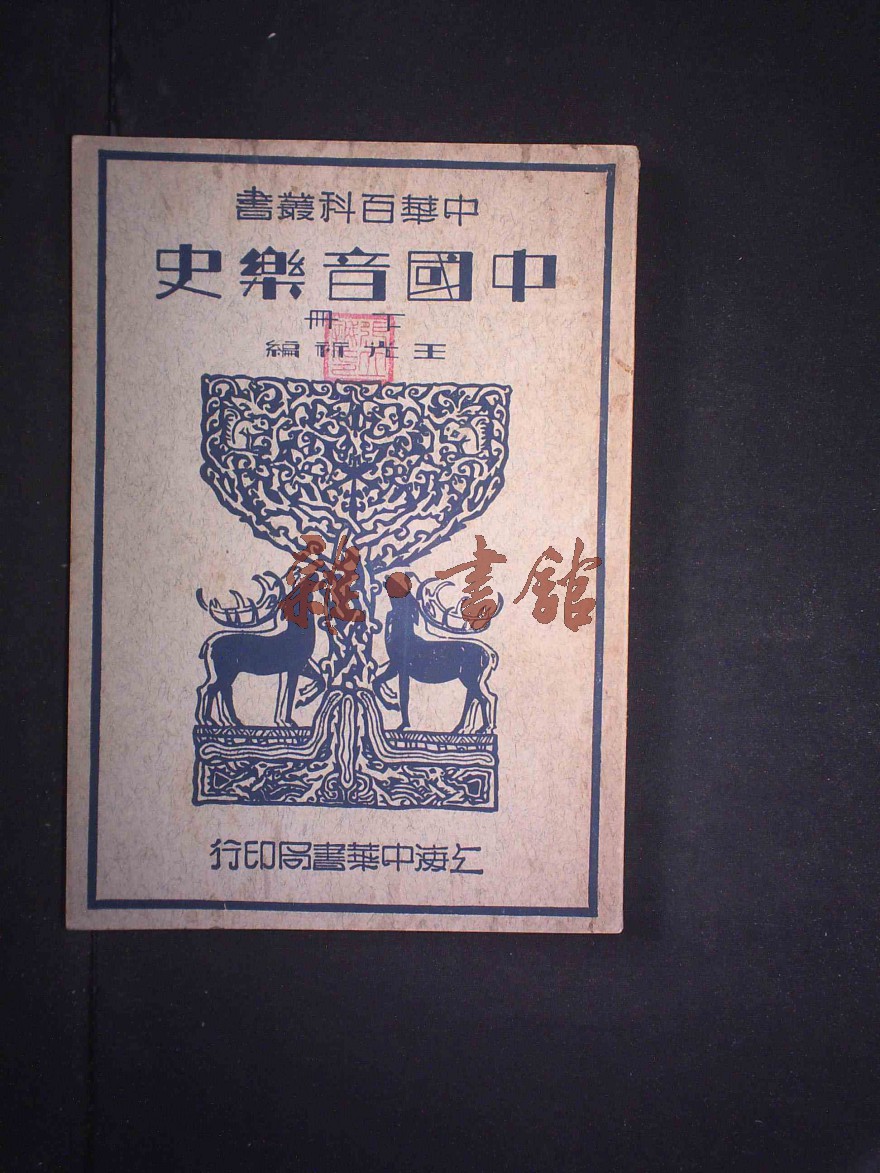 中華百科叢書
中國音樂史
冊
王光祈編
雜·書館
上海中華書局印行